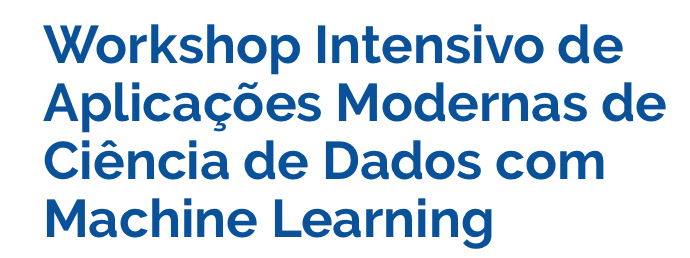 Workshop Intensivo de
Aplicações Modernas de
Ciência de Dados com
Machine Learning